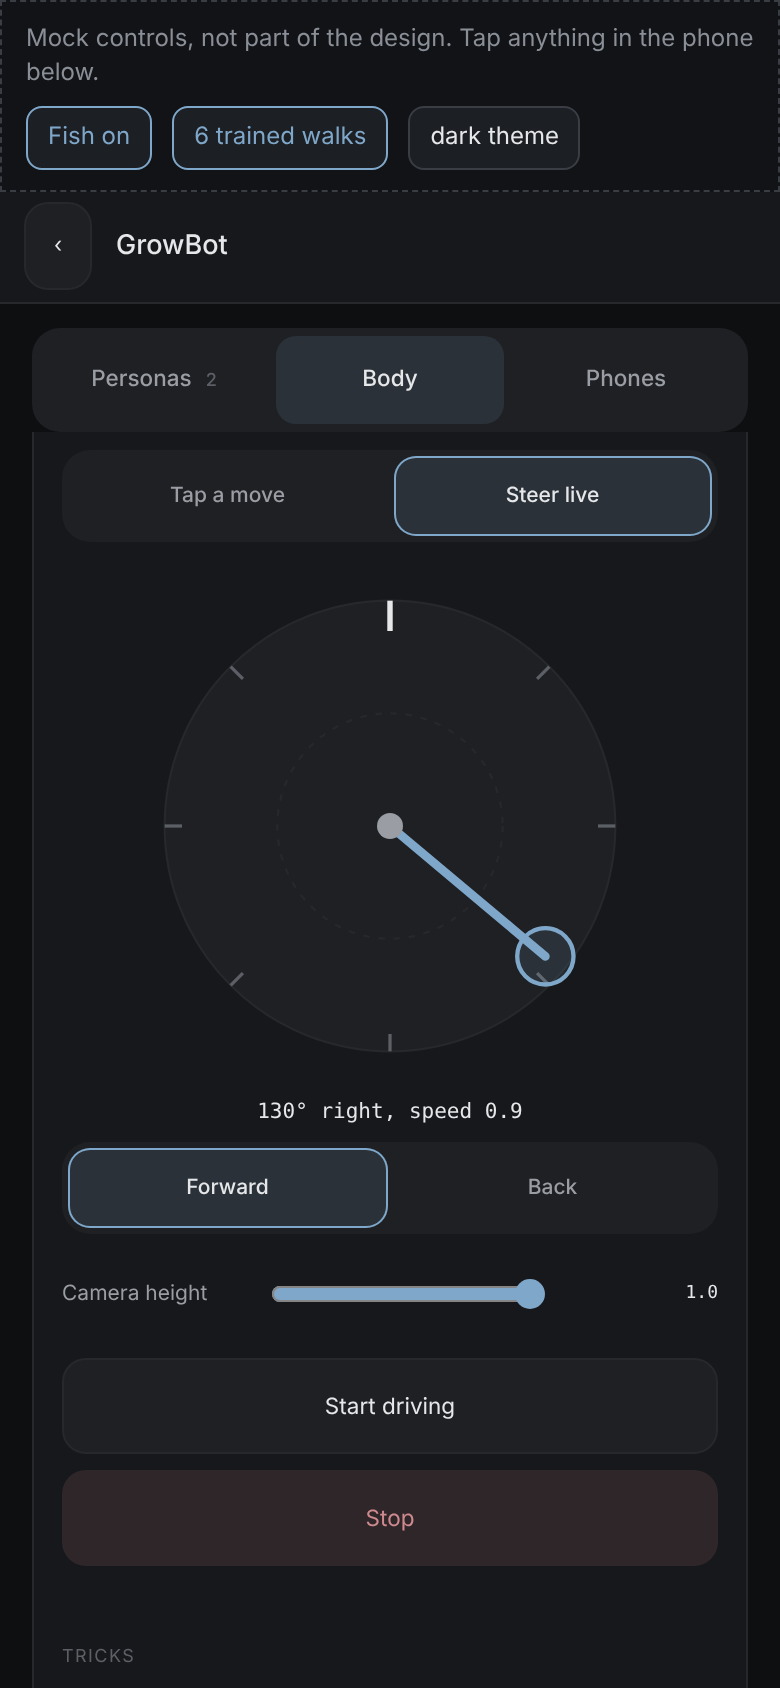 Mock controls, not part of the design. Tap anything in the phone
below.
Fish on
6 trained walks
dark theme
‹
GrowBot
Personas 2
Body
Phones
Tap a move
Steer live
130° right, speed 0.9
Forward
Back
Camera height
1.0
Start driving
Stop
TRICKS